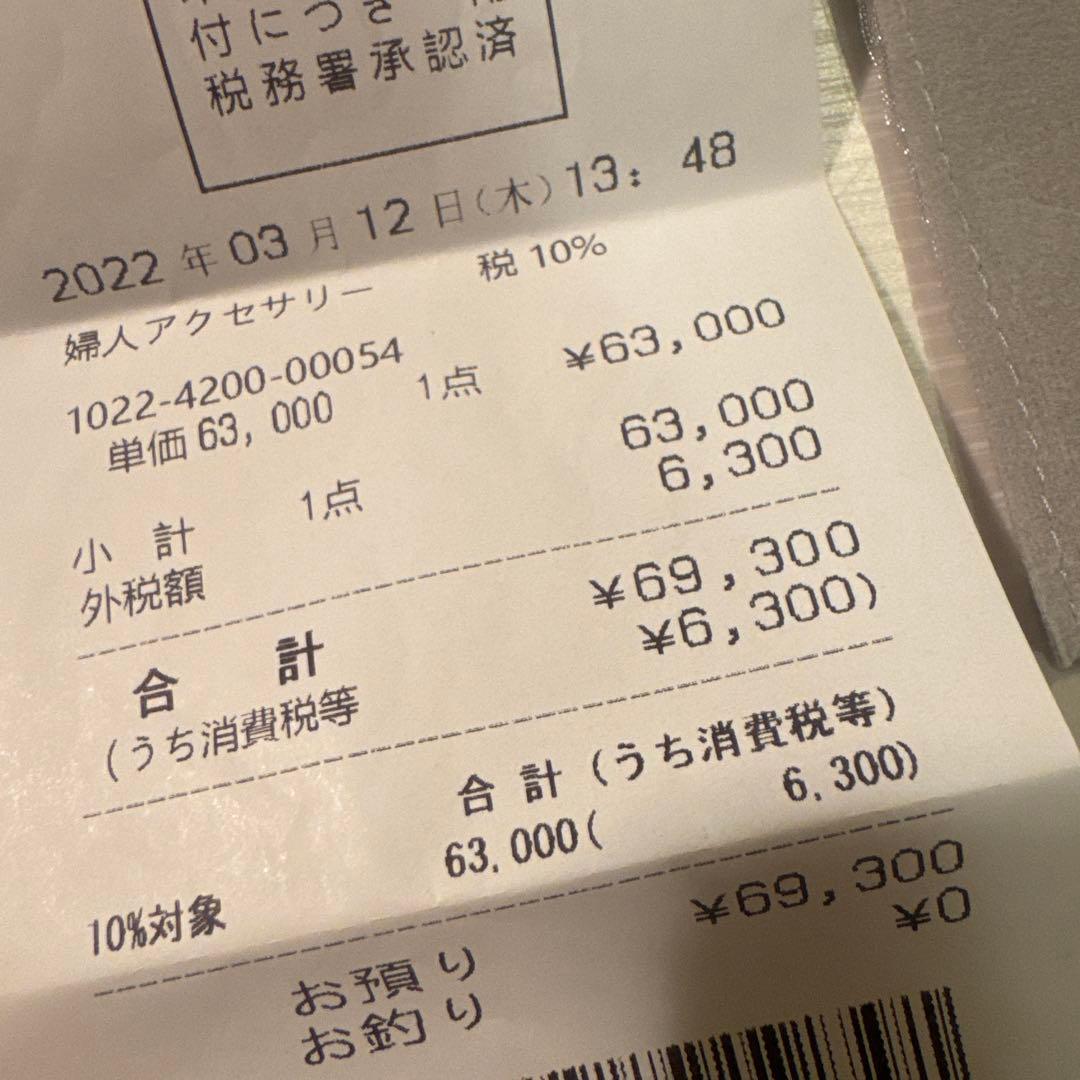 付につき
税務署承認済
2022年03月12日(木)13:48
婦人アクセサリー 税10%
1022-4200-00054
単価63,000 1点 ¥63,000
小計 1点 63,000
外税額 6,300
合計 ¥69,300
(うち消費税等 ¥6,300)
合計(うち消費税等)
10%対象 63,000( 6,300)
お預り ¥69,300
お釣り ¥0